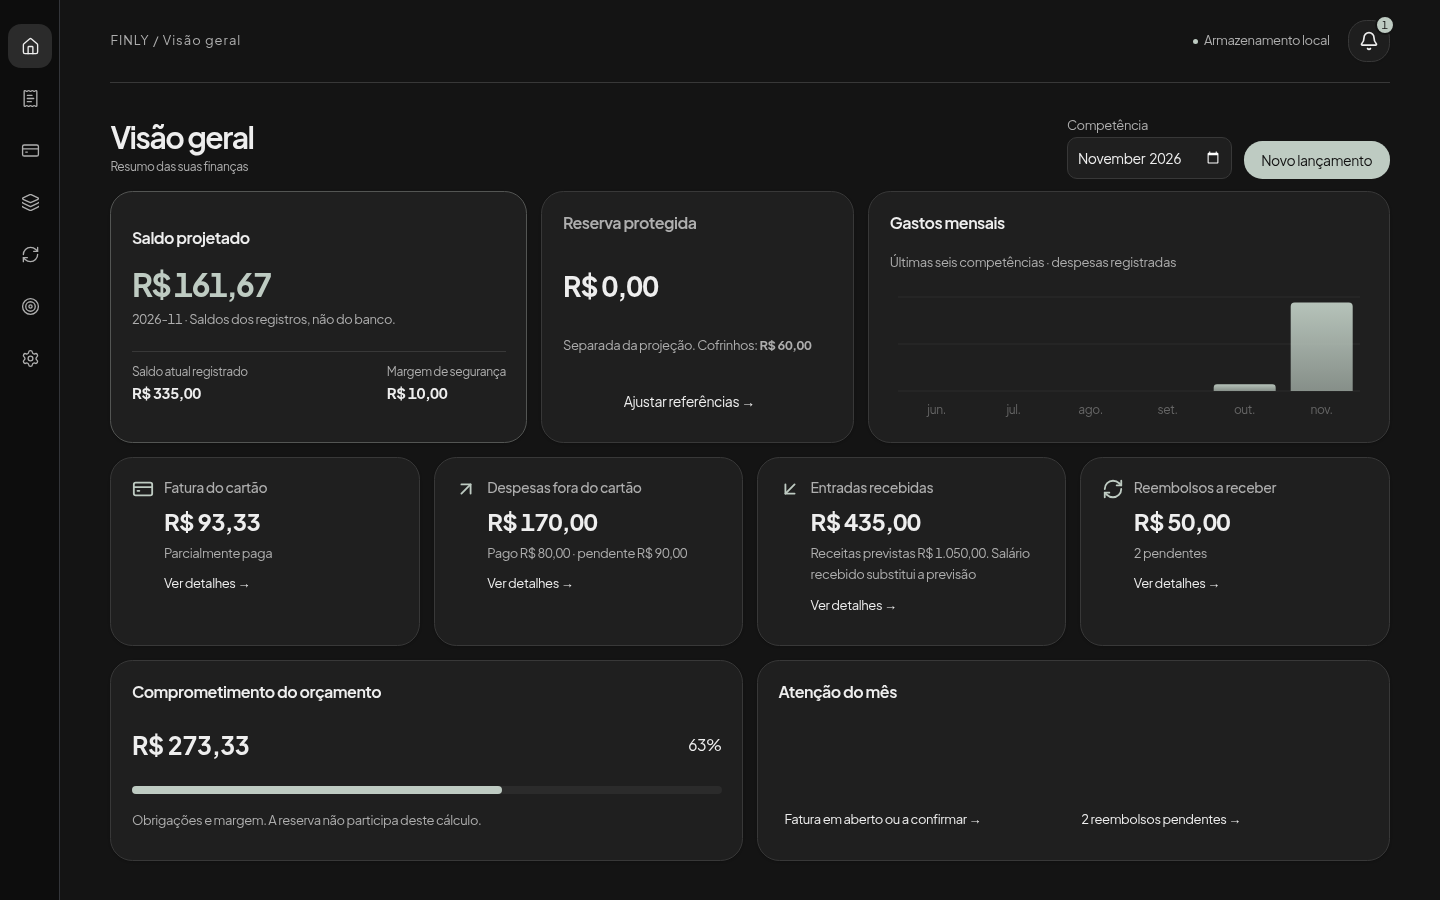 FINLY / Visão geral
Armazenamento local
1
Visão geral
Resumo das suas finanças
Competência
November 2026
Novo lançamento
Saldo projetado
R$ 161,67
2026-11 · Saldos dos registros, não do banco.
Saldo atual registrado
R$ 335,00
Margem de segurança
R$ 10,00
Reserva protegida
R$ 0,00
Separada da projeção. Cofrinhos: R$ 60,00
Ajustar referências →
Gastos mensais
Últimas seis competências · despesas registradas
jun. jul. ago. set. out. nov.
Fatura do cartão
R$ 93,33
Parcialmente paga
Ver detalhes →
Despesas fora do cartão
R$ 170,00
Pago R$ 80,00 · pendente R$ 90,00
Ver detalhes →
Entradas recebidas
R$ 435,00
Receitas previstas R$ 1.050,00. Salário
recebido substitui a previsão
Ver detalhes →
Reembolsos a receber
R$ 50,00
2 pendentes
Ver detalhes →
Comprometimento do orçamento
R$ 273,33
63%
Obrigações e margem. A reserva não participa deste cálculo.
Atenção do mês
Fatura em aberto ou a confirmar →
2 reembolsos pendentes →